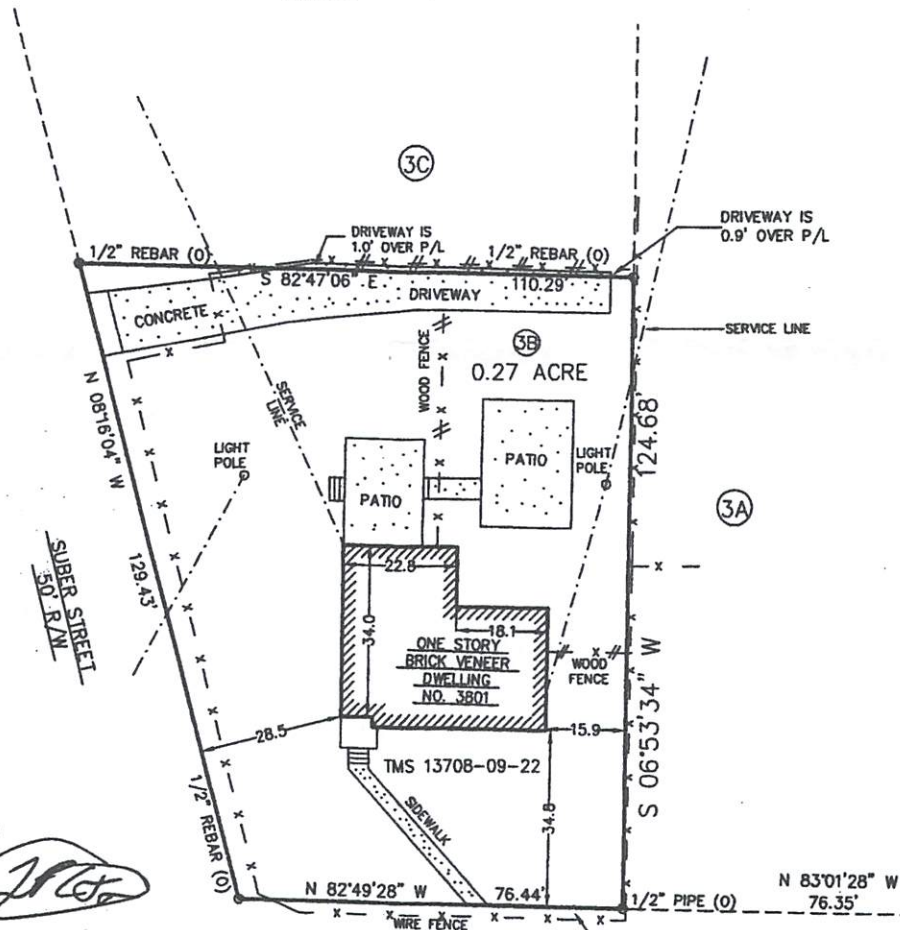 3C
DRIVEWAY IS
1.0' OVER P/L
DRIVEWAY IS
0.9' OVER P/L
1/2" REBAR (O)
1/2" REBAR (O)
S 82°47'06" E
110.29'
DRIVEWAY
CONCRETE
SERVICE LINE
3B
0.27 ACRE
WOOD FENCE
SERVICE
LINE
N 08°16'04" W
129.43'
LIGHT
POLE
PATIO
PATIO
LIGHT
POLE
124.68'
S 06°53'34" W
3A
SUBER STREET
50' R/W
22.8
34.0
18.1
ONE STORY
BRICK VENEER
DWELLING
NO. 3801
WOOD
FENCE
28.5
15.9
TMS 13708-09-22
34.8
SIDEWALK
1/2" REBAR (O)
N 82°49'28" W
76.44'
1/2" PIPE (O)
N 83°01'28" W
76.35'
WIRE FENCE